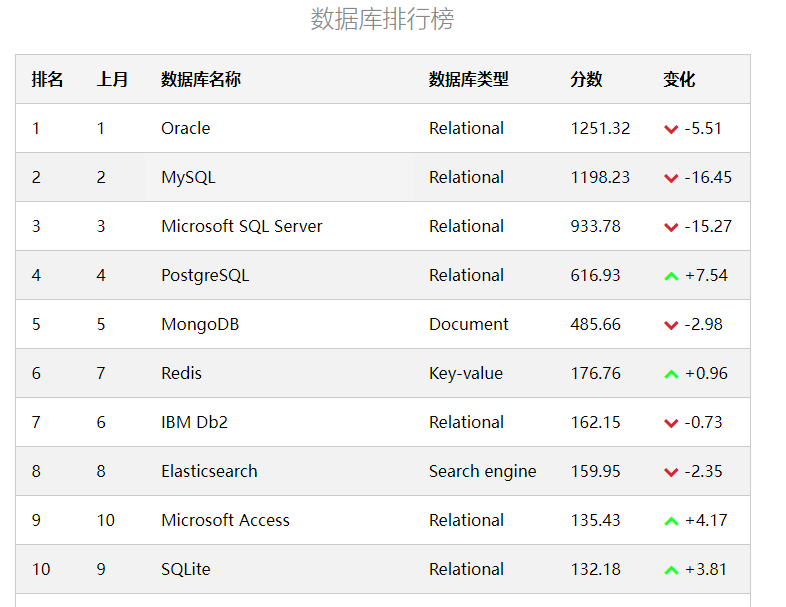 数据库排行榜
排名 上月 数据库名称 数据库类型 分数 变化
1 1 Oracle Relational 1251.32 -5.51
2 2 MySQL Relational 1198.23 -16.45
3 3 Microsoft SQL Server Relational 933.78 -15.27
4 4 PostgreSQL Relational 616.93 +7.54
5 5 MongoDB Document 485.66 -2.98
6 7 Redis Key-value 176.76 +0.96
7 6 IBM Db2 Relational 162.15 -0.73
8 8 Elasticsearch Search engine 159.95 -2.35
9 10 Microsoft Access Relational 135.43 +4.17
10 9 SQLite Relational 132.18 +3.81